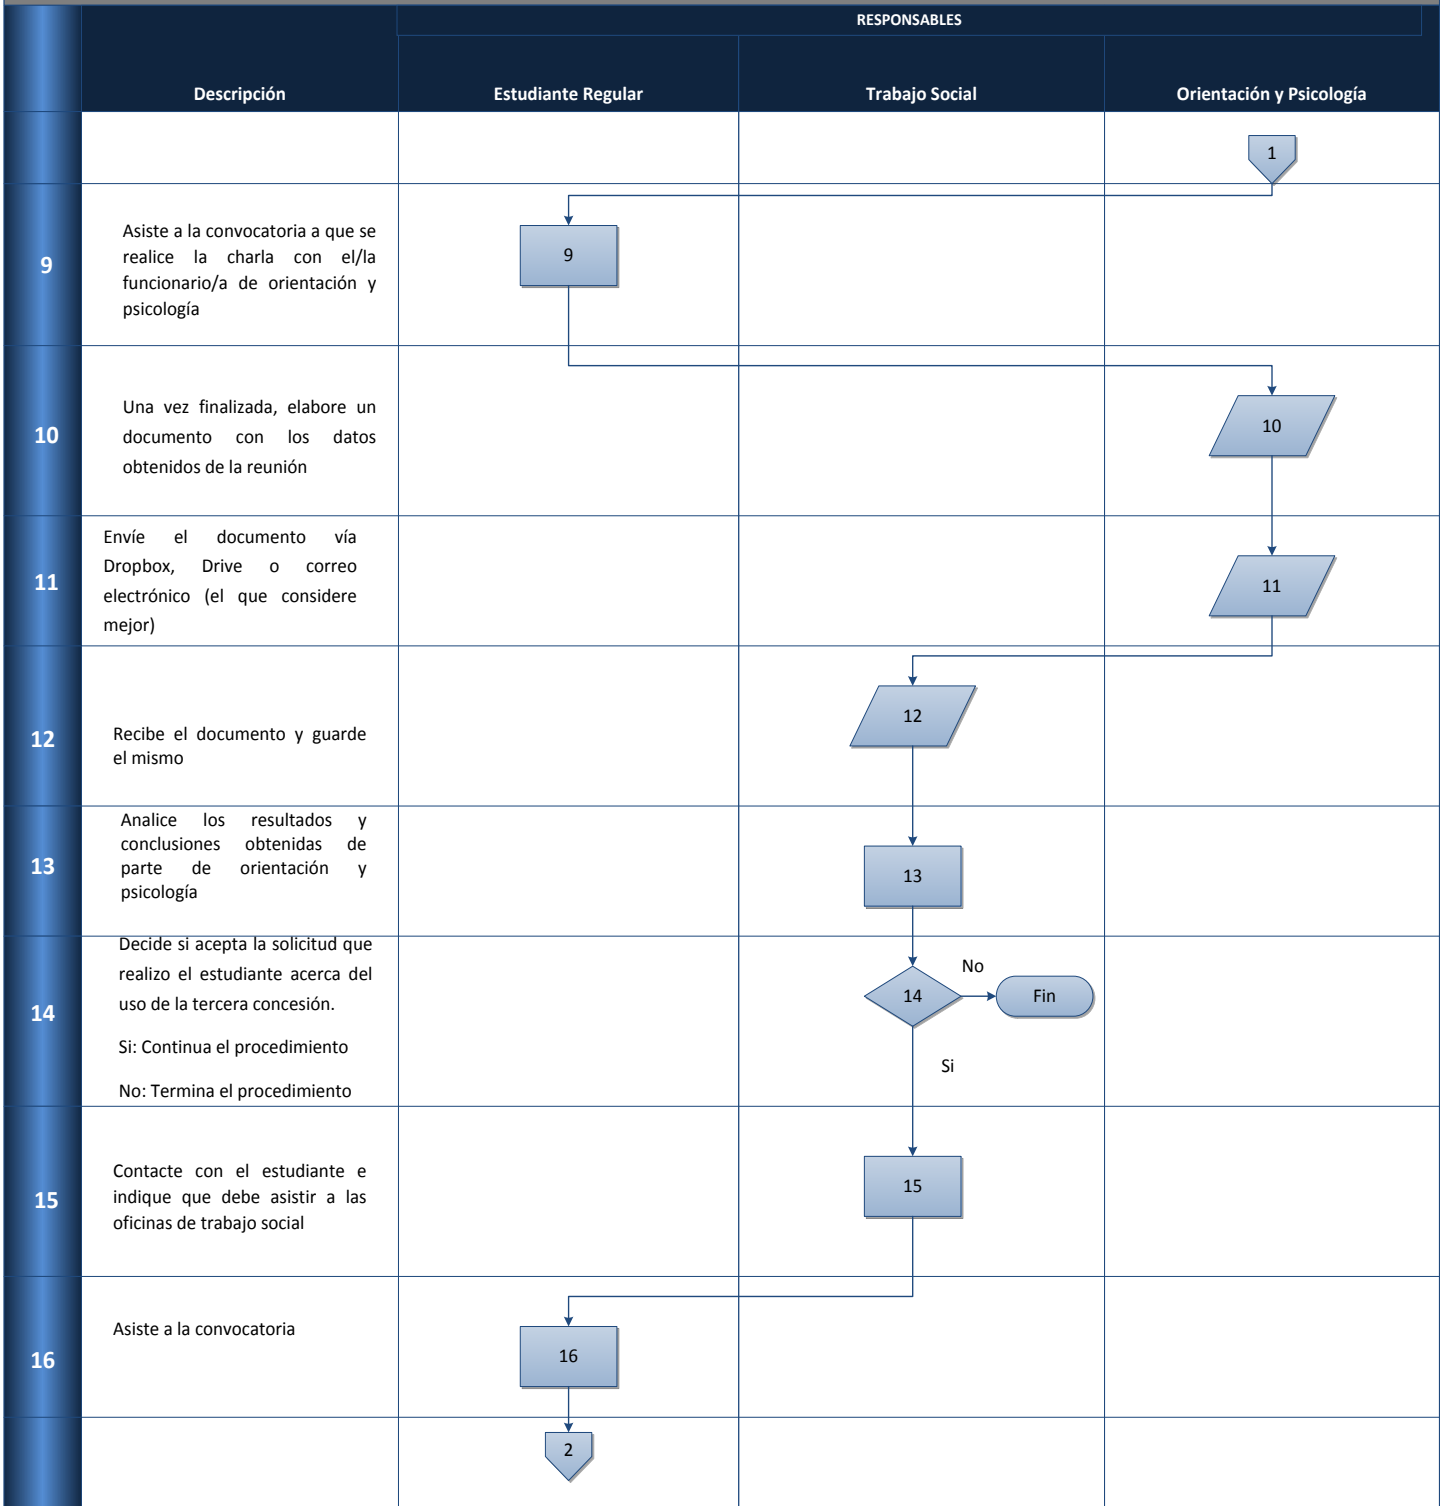 RESPONSABLES
Descripción
Estudiante Regular
Trabajo Social
Orientación y Psicología
1
9
Asiste a la convocatoria a que se
realice la charla con el/la
funcionario/a de orientación y
psicología
9
10
Una vez finalizada, elabore un
documento con los datos
obtenidos de la reunión
10
11
Envíe el documento vía
Dropbox, Drive o correo
electrónico (el que considere
mejor)
11
12
Recibe el documento y guarde
el mismo
12
13
Analice los resultados y
conclusiones obtenidas de
parte de orientación y
psicología
13
14
Decide si acepta la solicitud que
realizo el estudiante acerca del
uso de la tercera concesión.
Si: Continua el procedimiento
No: Termina el procedimiento
14
No
Fin
Si
15
Contacte con el estudiante e
indique que debe asistir a las
oficinas de trabajo social
15
16
Asiste a la convocatoria
16
2